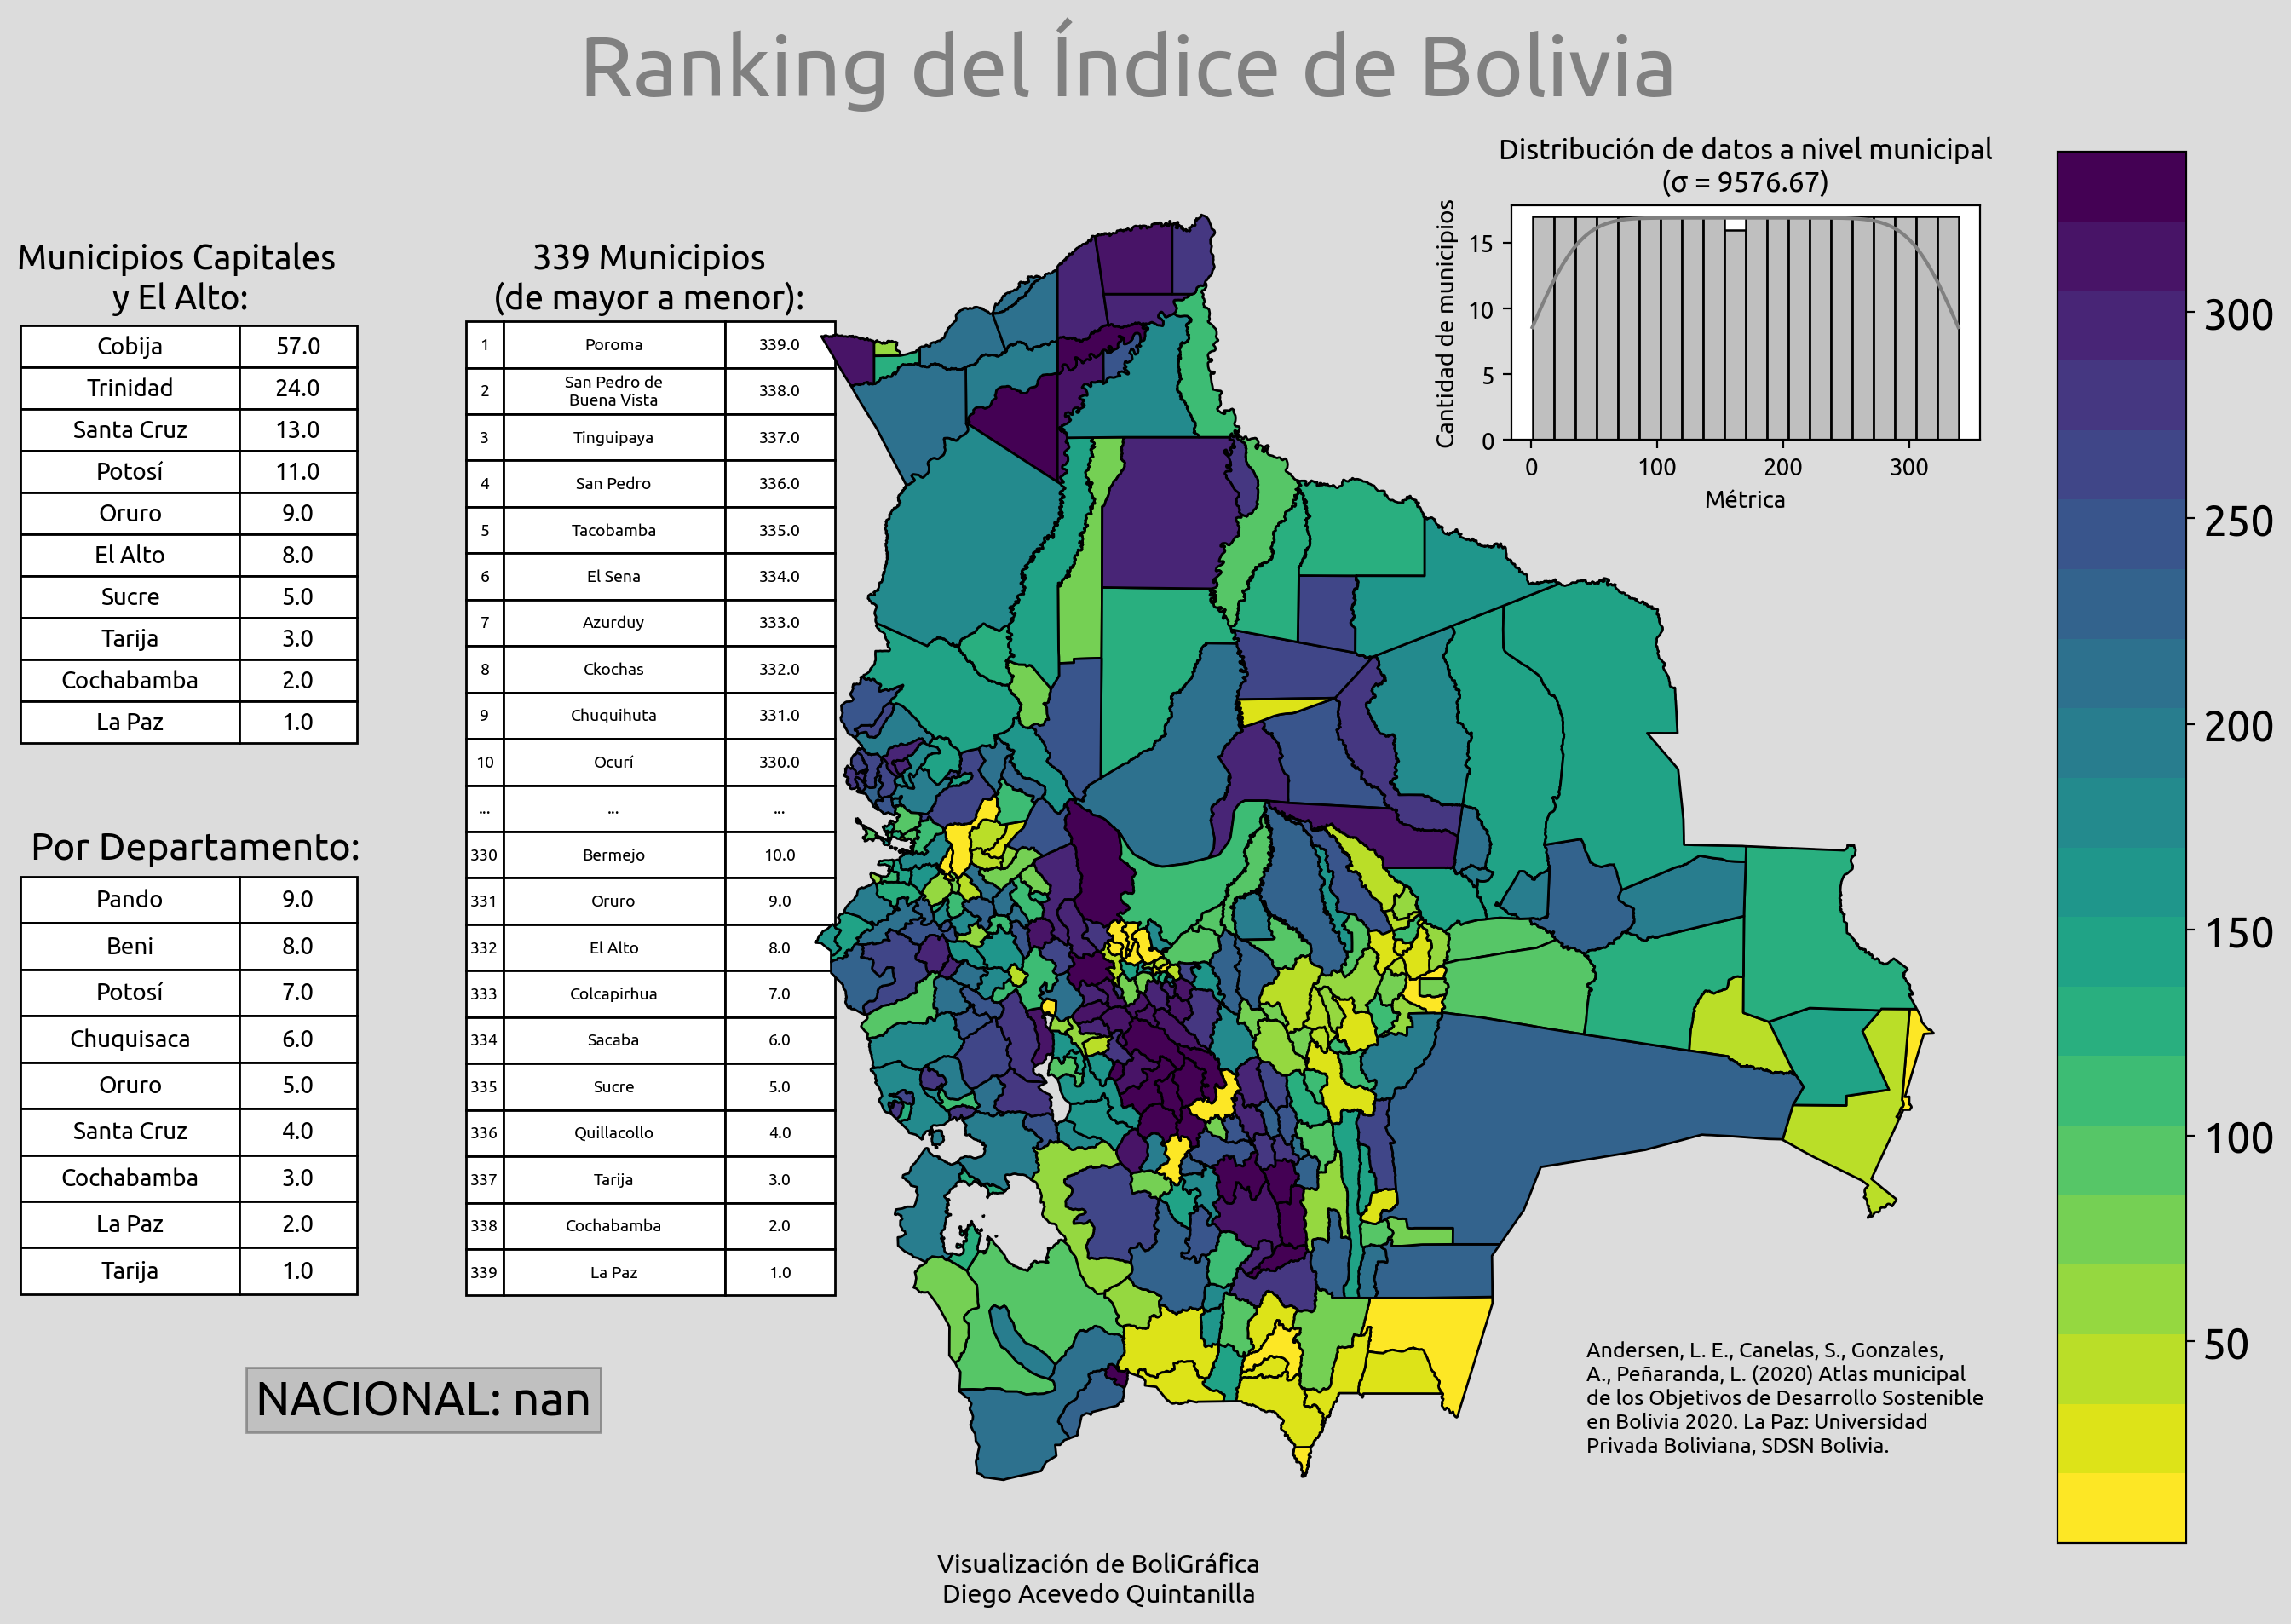 Ranking del Índice de Bolivia
Municipios Capitales
y El Alto:
Cobija 57.0
Trinidad 24.0
Santa Cruz 13.0
Potosí 11.0
Oruro 9.0
El Alto 8.0
Sucre 5.0
Tarija 3.0
Cochabamba 2.0
La Paz 1.0
Por Departamento:
Pando 9.0
Beni 8.0
Potosí 7.0
Chuquisaca 6.0
Oruro 5.0
Santa Cruz 4.0
Cochabamba 3.0
La Paz 2.0
Tarija 1.0
NACIONAL: nan
339 Municipios
(de mayor a menor):
1 Poroma 339.0
2 San Pedro de
Buena Vista 338.0
3 Tinguipaya 337.0
4 San Pedro 336.0
5 Tacobamba 335.0
6 El Sena 334.0
7 Azurduy 333.0
8 Ckochas 332.0
9 Chuquihuta 331.0
10 Ocurí 330.0
... ... ...
330 Bermejo 10.0
331 Oruro 9.0
332 El Alto 8.0
333 Colcapirhua 7.0
334 Sacaba 6.0
335 Sucre 5.0
336 Quillacollo 4.0
337 Tarija 3.0
338 Cochabamba 2.0
339 La Paz 1.0
Distribución de datos a nivel municipal
(σ = 9576.67)
Cantidad de municipios
15
10
5
0
0 100 200 300
Métrica
300
250
200
150
100
50
Andersen, L. E., Canelas, S., Gonzales,
A., Peñaranda, L. (2020) Atlas municipal
de los Objetivos de Desarrollo Sostenible
en Bolivia 2020. La Paz: Universidad
Privada Boliviana, SDSN Bolivia.
Visualización de BoliGráfica
Diego Acevedo Quintanilla